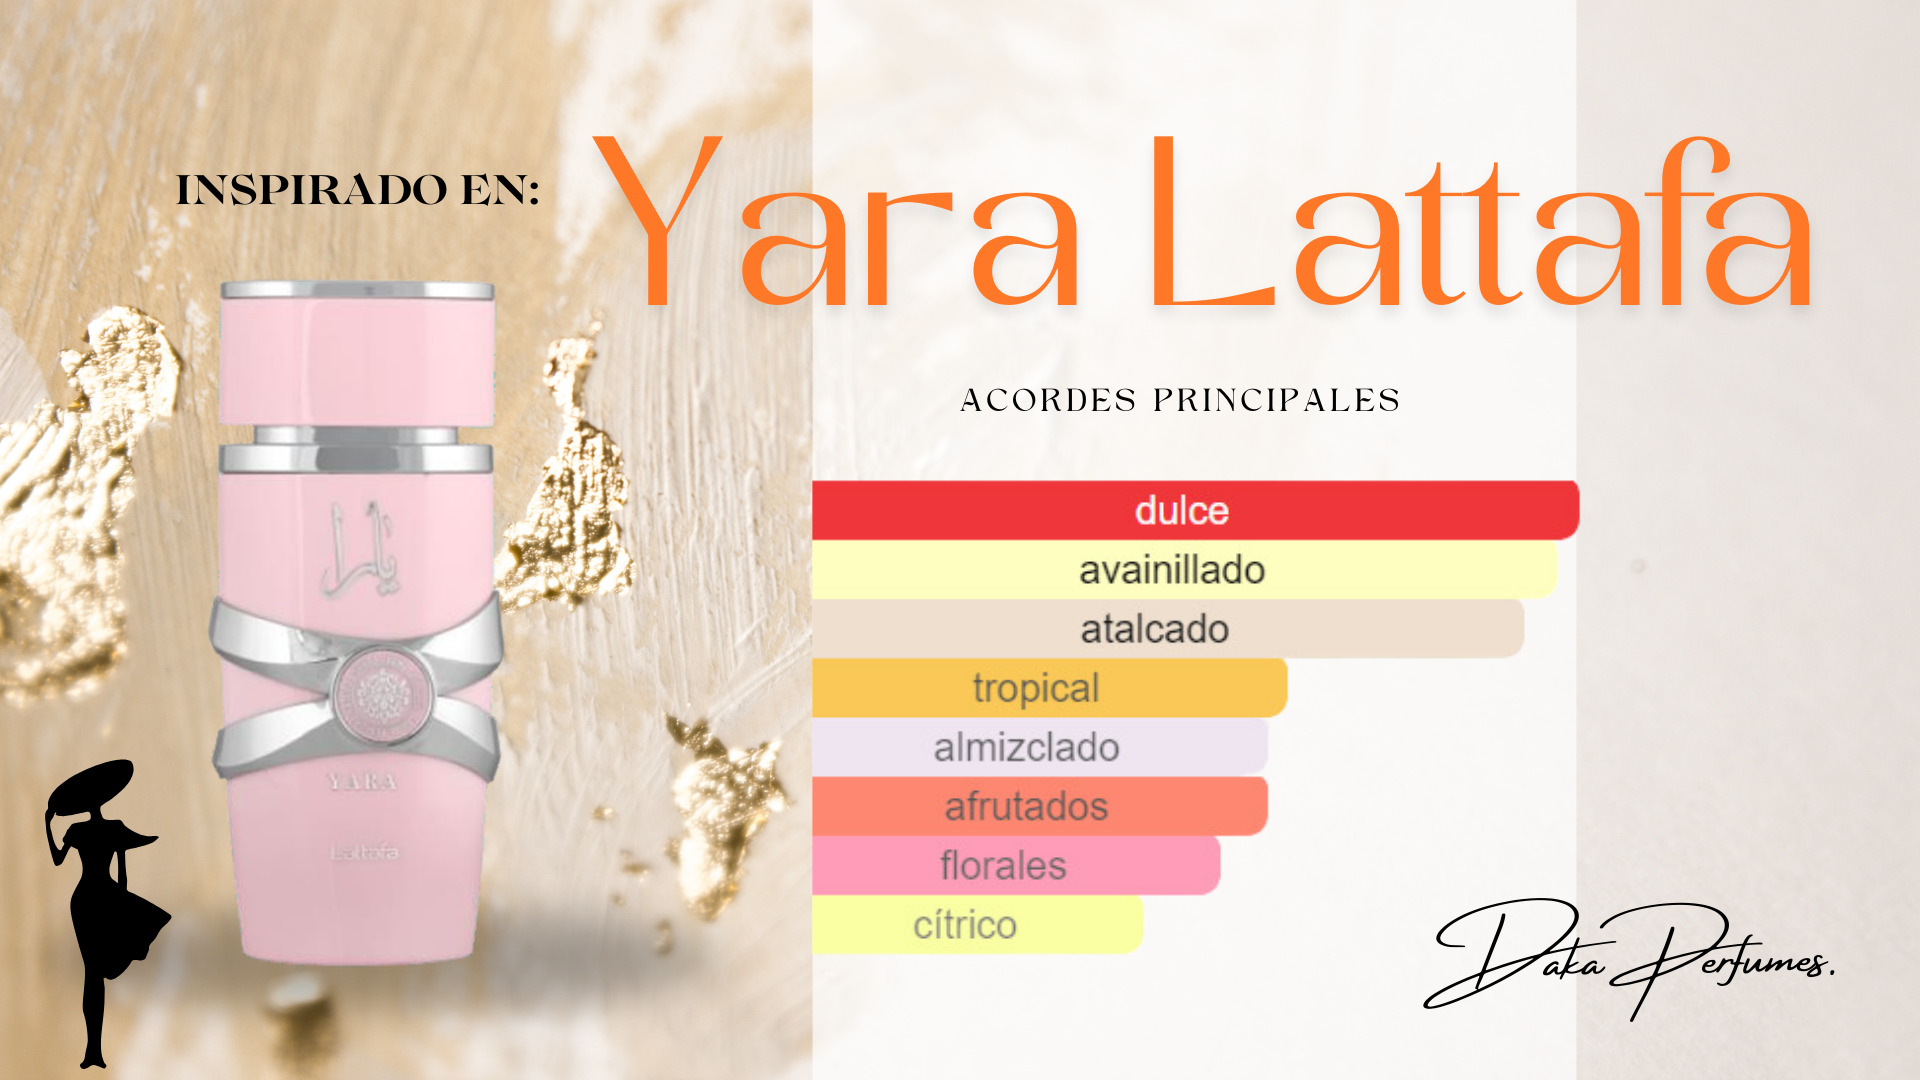 INSPIRADO EN:
Yara Lattafa
ACORDES PRINCIPALES
dulce
avainillado
atalcado
tropical
almizclado
afrutados
florales
cítrico
يارا
YARA
Lattafa
Daka Perfumes.